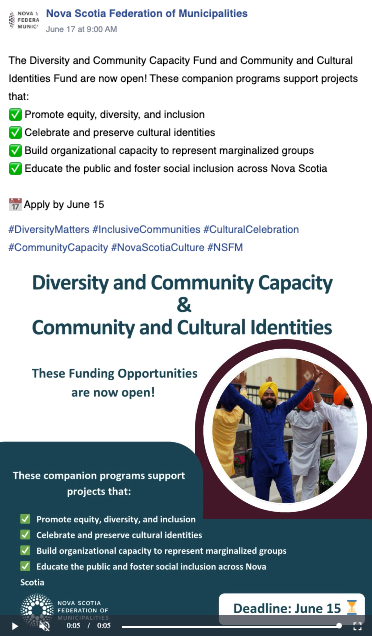 NOVA S
FEDERA
MUNIC
Nova Scotia Federation of Municipalities
June 17 at 9:00 AM
The Diversity and Community Capacity Fund and Community and Cultural
Identities Fund are now open! These companion programs support projects
that:
✅ Promote equity, diversity, and inclusion
✅ Celebrate and preserve cultural identities
✅ Build organizational capacity to represent marginalized groups
✅ Educate the public and foster social inclusion across Nova Scotia
📅 Apply by June 15
#DiversityMatters #InclusiveCommunities #CulturalCelebration
#CommunityCapacity #NovaScotiaCulture #NSFM
Diversity and Community Capacity
&
Community and Cultural Identities
These Funding Opportunities
are now open!
These companion programs support
projects that:
✅ Promote equity, diversity, and inclusion
✅ Celebrate and preserve cultural identities
✅ Build organizational capacity to represent marginalized groups
✅ Educate the public and foster social inclusion across Nova
Scotia
NOVA SCOTIA
FEDERATION OF
MUNICIPALITIES
Deadline: June 15 ⏳
0:05 / 0:05